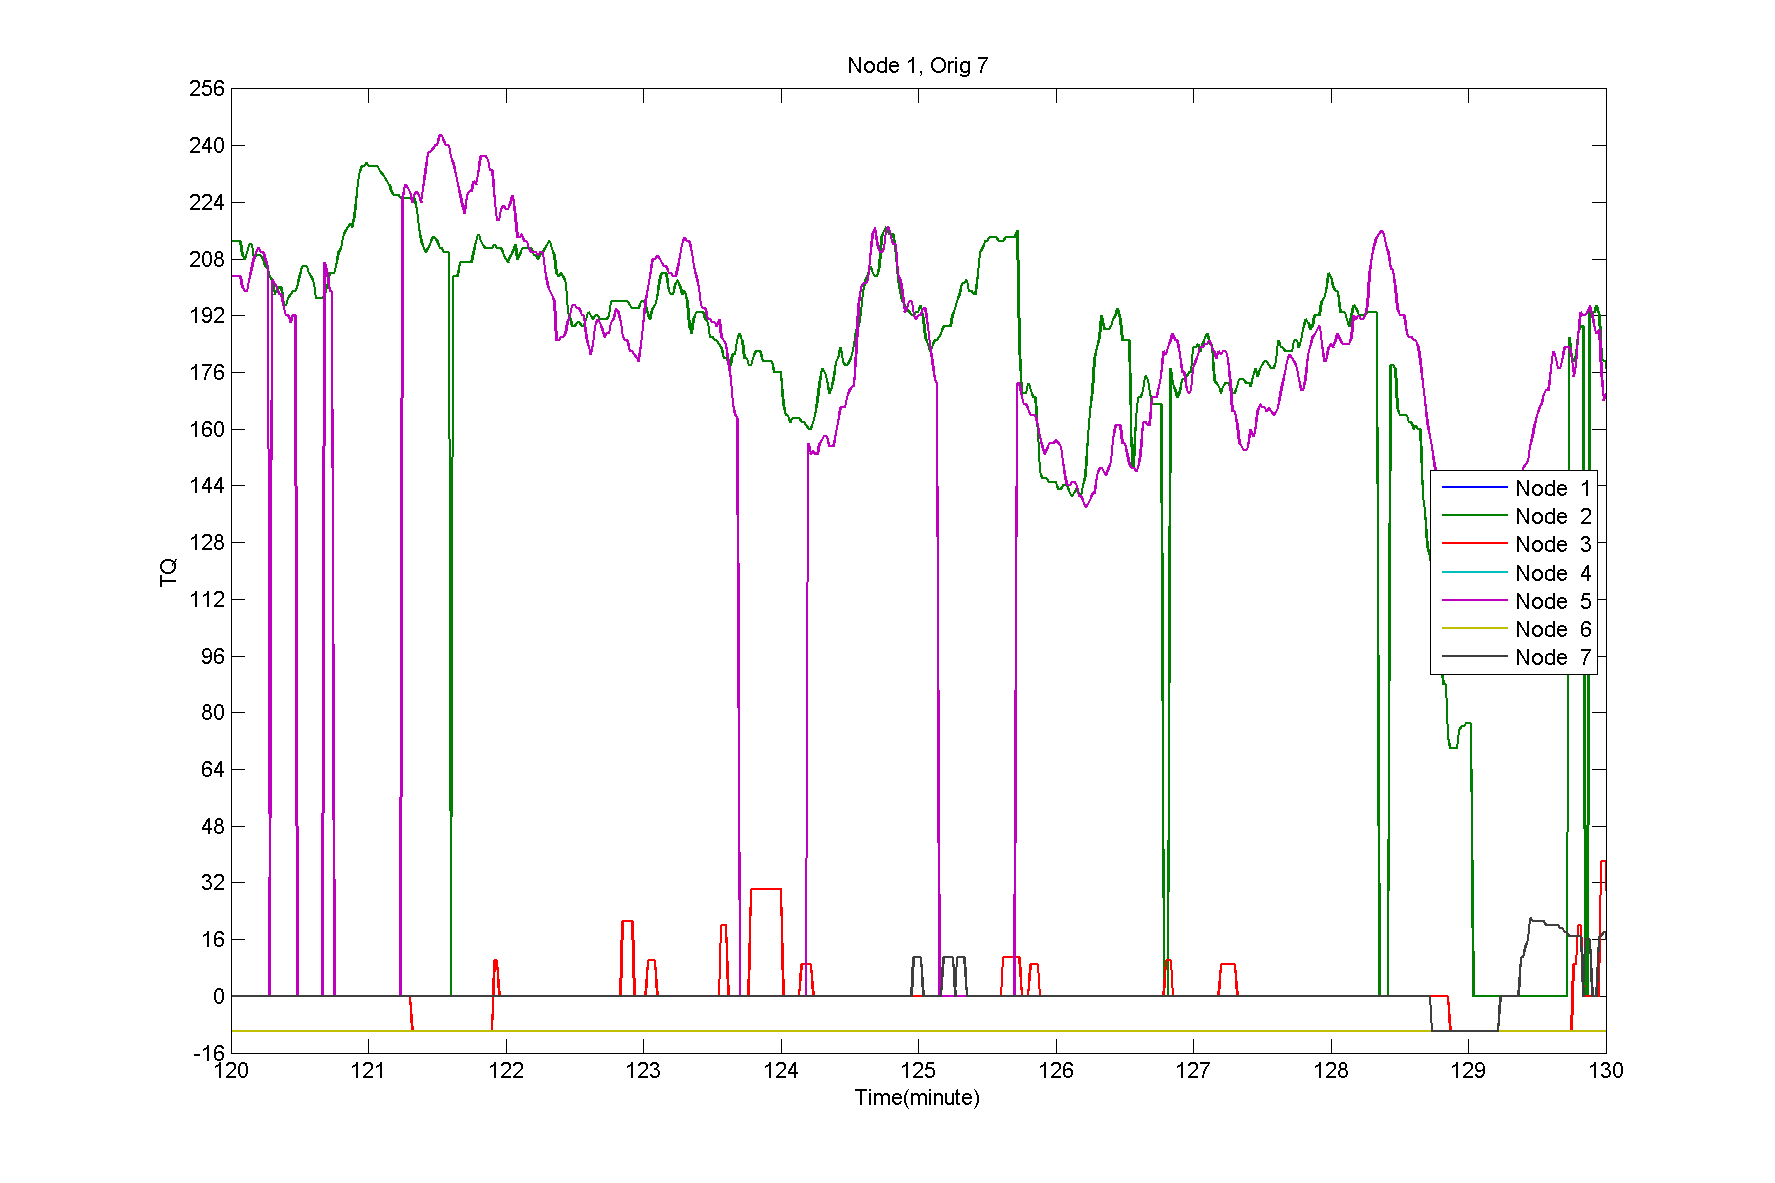 Node 1, Orig 7
256
240
224
208
192
176
160
144
128
112
96
80
64
48
32
16
0
-16
TQ
Node 1
Node 2
Node 3
Node 4
Node 5
Node 6
Node 7
120 121 122 123 124 125 126 127 128 129 130
Time(minute)